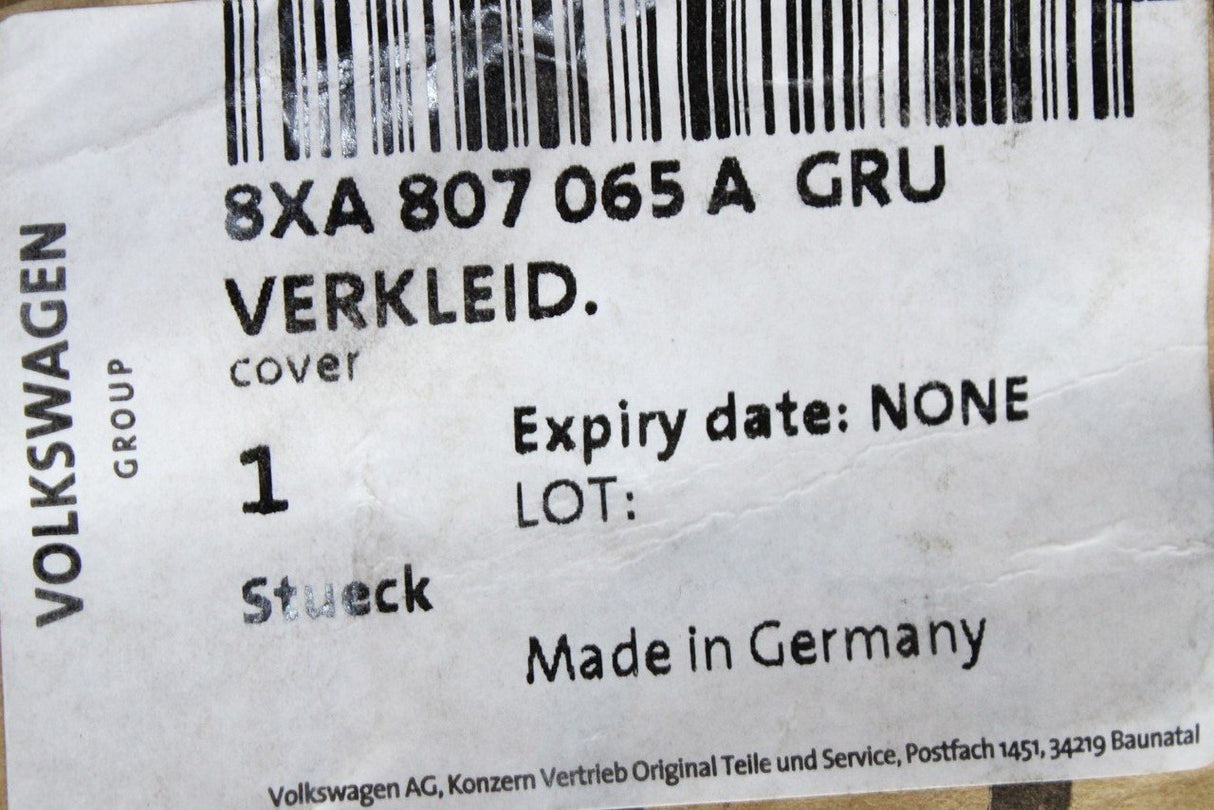 8XA 807 065 A GRU
VERKLEID.
cover
Expiry date: NONE
1
LOT:
Stueck
Made in Germany
Volkswagen AG, Konzern Vertrieb Original Teile und Service, Postfach 1451, 34219 Baunatal
VOLKSWAGEN
GROUP